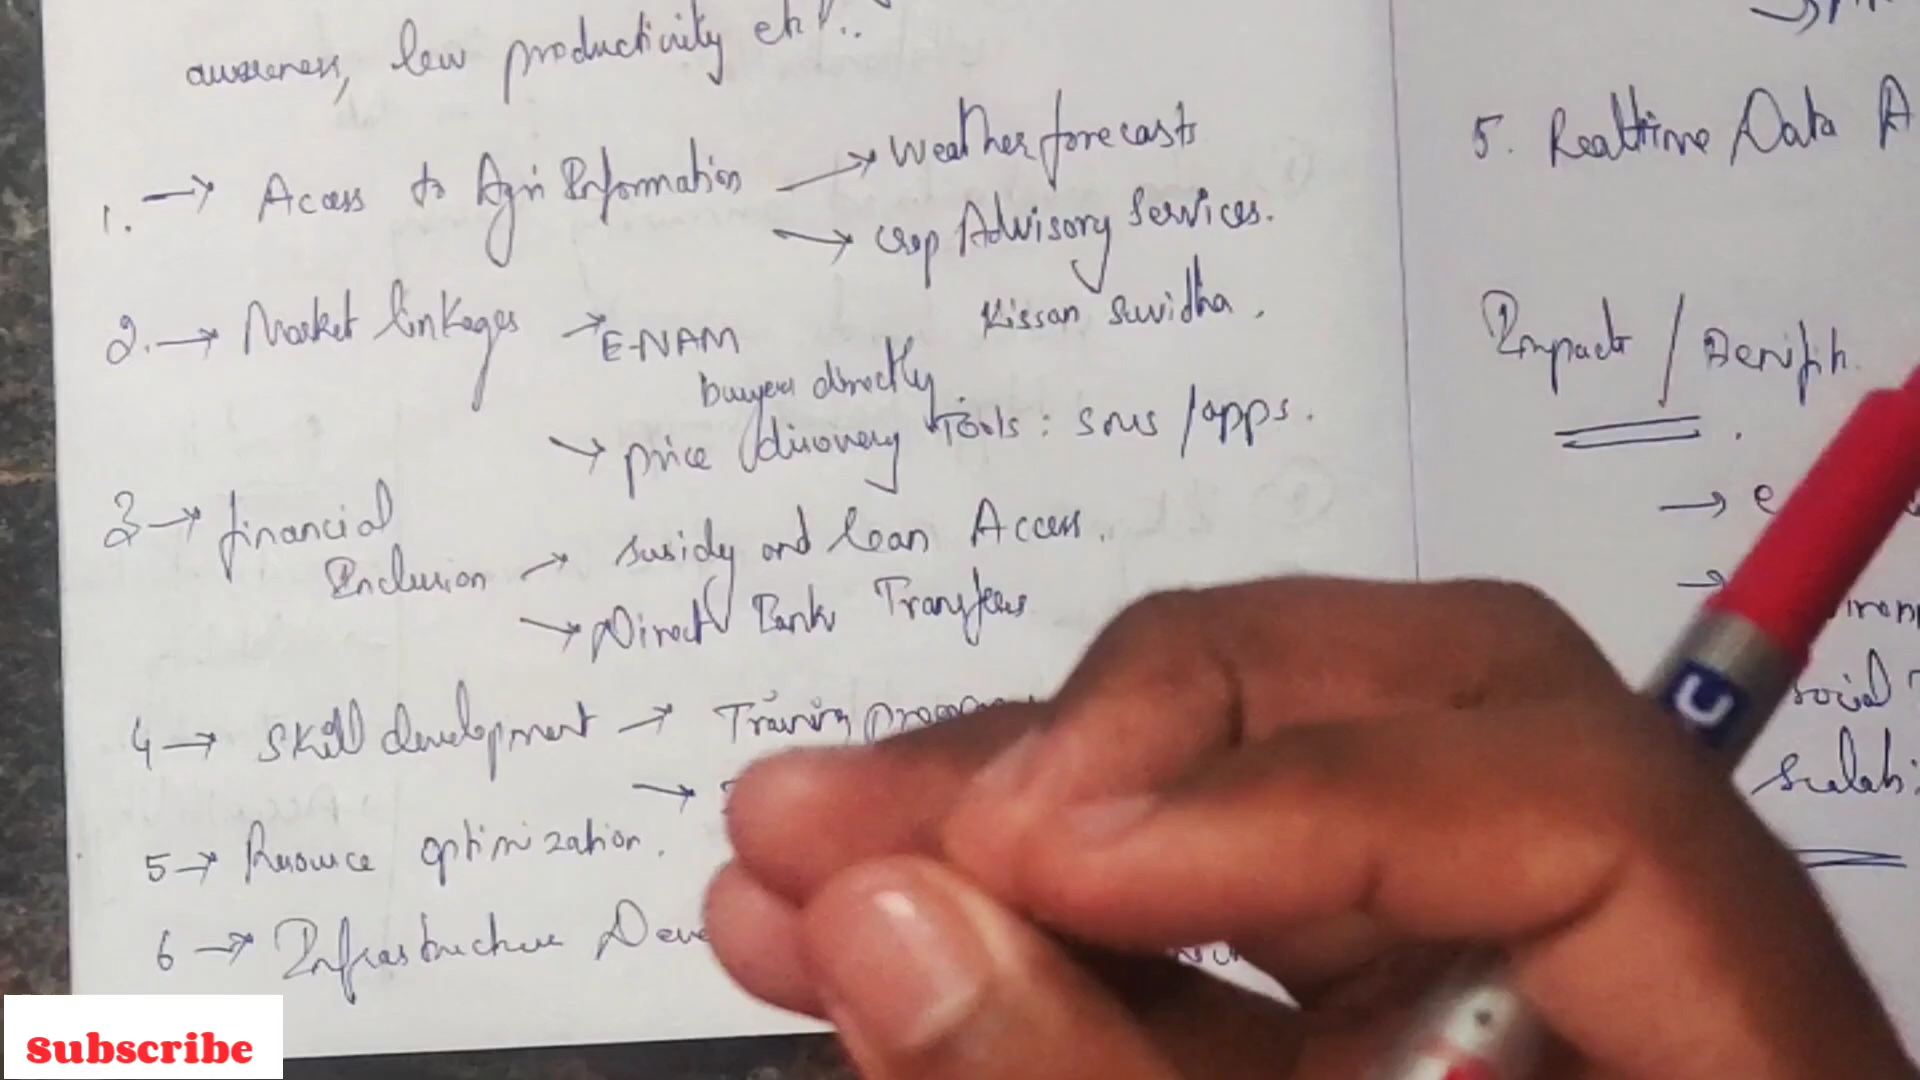 awareness, low productivity etc..
1. → Access to Agri Information → Weather forecasts
→ Crop Advisory Services.
Kissan Suvidha.
2. → Market linkages → E-NAM
buyers directly
→ price discovery Tools: sms/apps.
3 → financial
Inclusion → susidy and loan Access.
→ Direct Bank Transfers
4 → Skill development → Training
→
5 → Resource optimization.
6 → Infrastructure
5. Realtime Data A
Impact /
→
→
social
U
subscribe